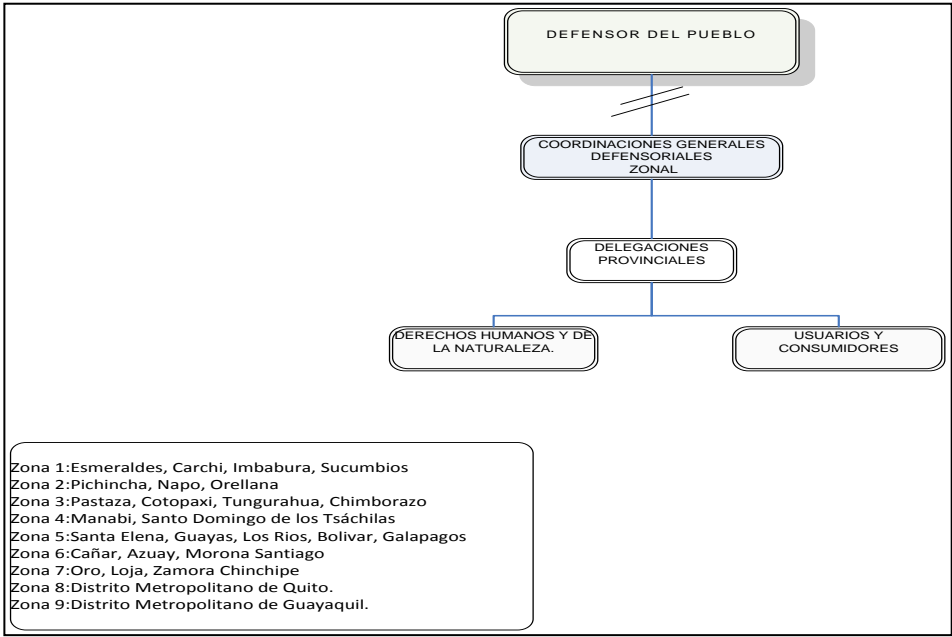 DEFENSOR DEL PUEBLO
COORDINACIONES GENERALES
DEFENSORIALES
ZONAL
DELEGACIONES
PROVINCIALES
DERECHOS HUMANOS Y DE
LA NATURALEZA.
USUARIOS Y
CONSUMIDORES
Zona 1:Esmeraldes, Carchi, Imbabura, Sucumbios
Zona 2:Pichincha, Napo, Orellana
Zona 3:Pastaza, Cotopaxi, Tungurahua, Chimborazo
Zona 4:Manabi, Santo Domingo de los Tsáchilas
Zona 5:Santa Elena, Guayas, Los Rios, Bolivar, Galapagos
Zona 6:Cañar, Azuay, Morona Santiago
Zona 7:Oro, Loja, Zamora Chinchipe
Zona 8:Distrito Metropolitano de Quito.
Zona 9:Distrito Metropolitano de Guayaquil.